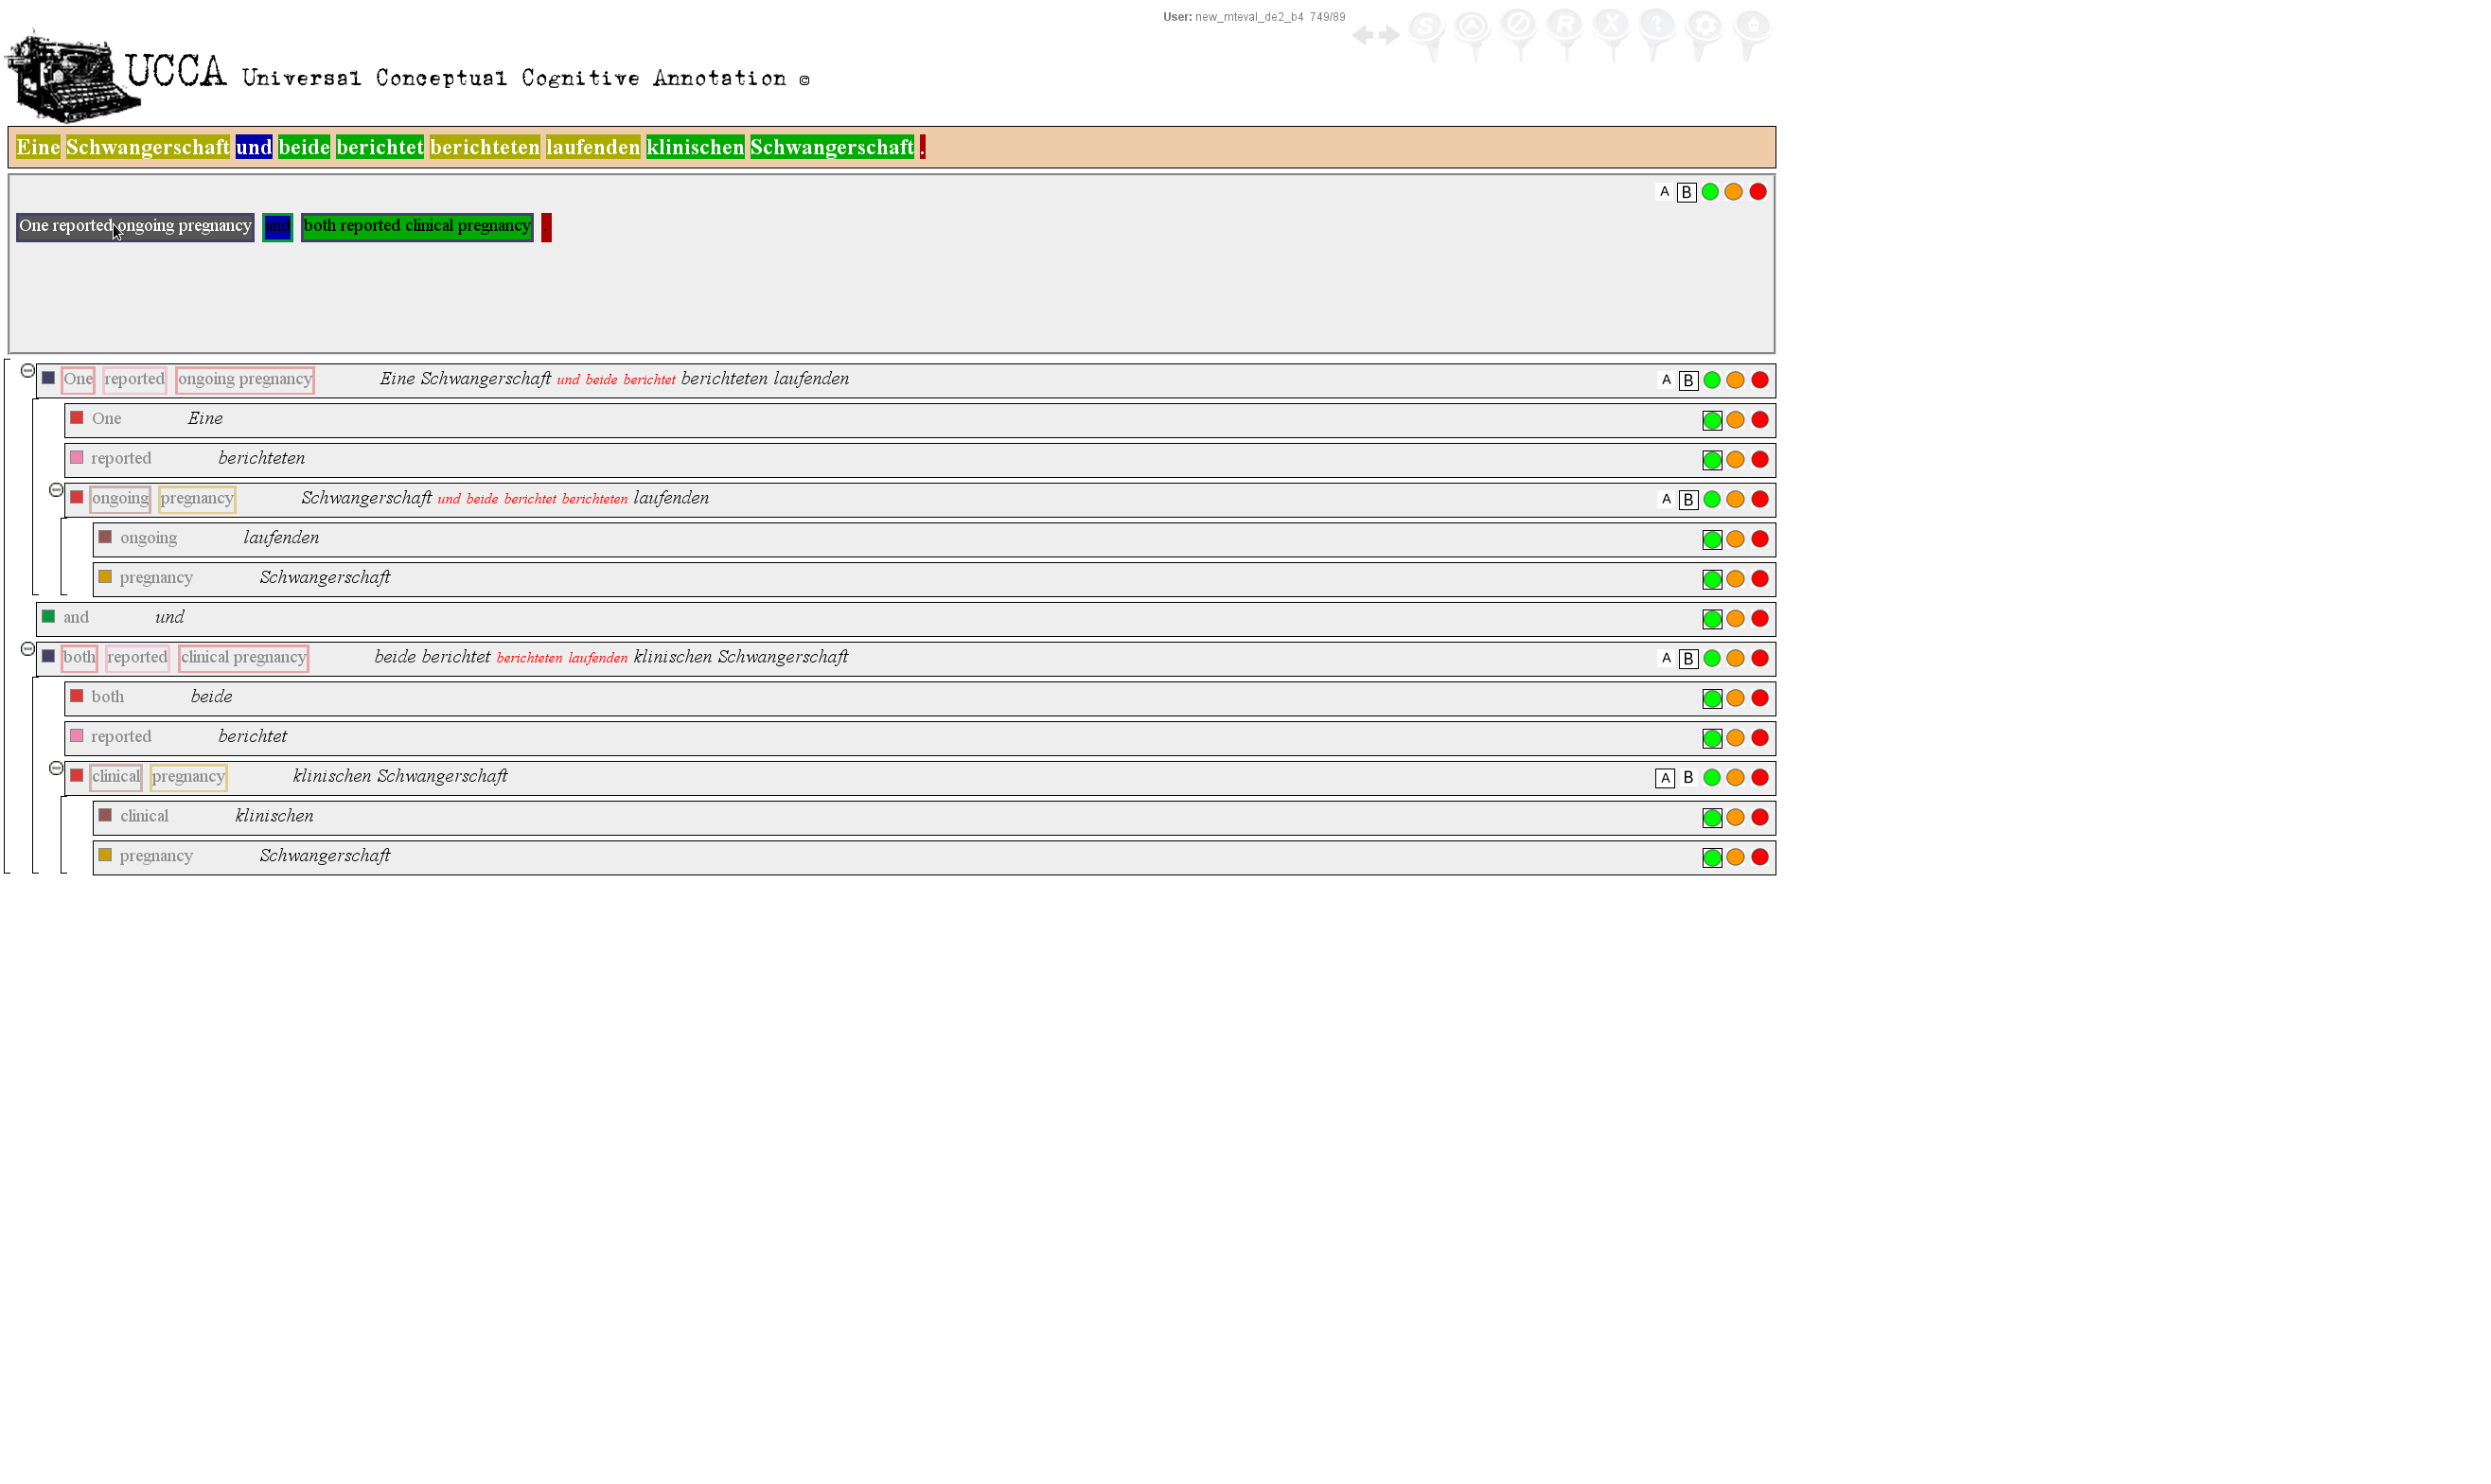 User: new_mteval_de2_b4 749/89
S R X ?
UCCA Universal Conceptual Cognitive Annotation ©
Eine Schwangerschaft und beide berichtet berichteten laufenden klinischen Schwangerschaft .
A B
One reported ongoing pregnancy and both reported clinical pregnancy
One reported ongoing pregnancy Eine Schwangerschaft und beide berichtet berichteten laufenden A B
One Eine
reported berichteten
ongoing pregnancy Schwangerschaft und beide berichtet berichteten laufenden A B
ongoing laufenden
pregnancy Schwangerschaft
and und
both reported clinical pregnancy beide berichtet berichteten laufenden klinischen Schwangerschaft A B
both beide
reported berichtet
clinical pregnancy klinischen Schwangerschaft A B
clinical klinischen
pregnancy Schwangerschaft